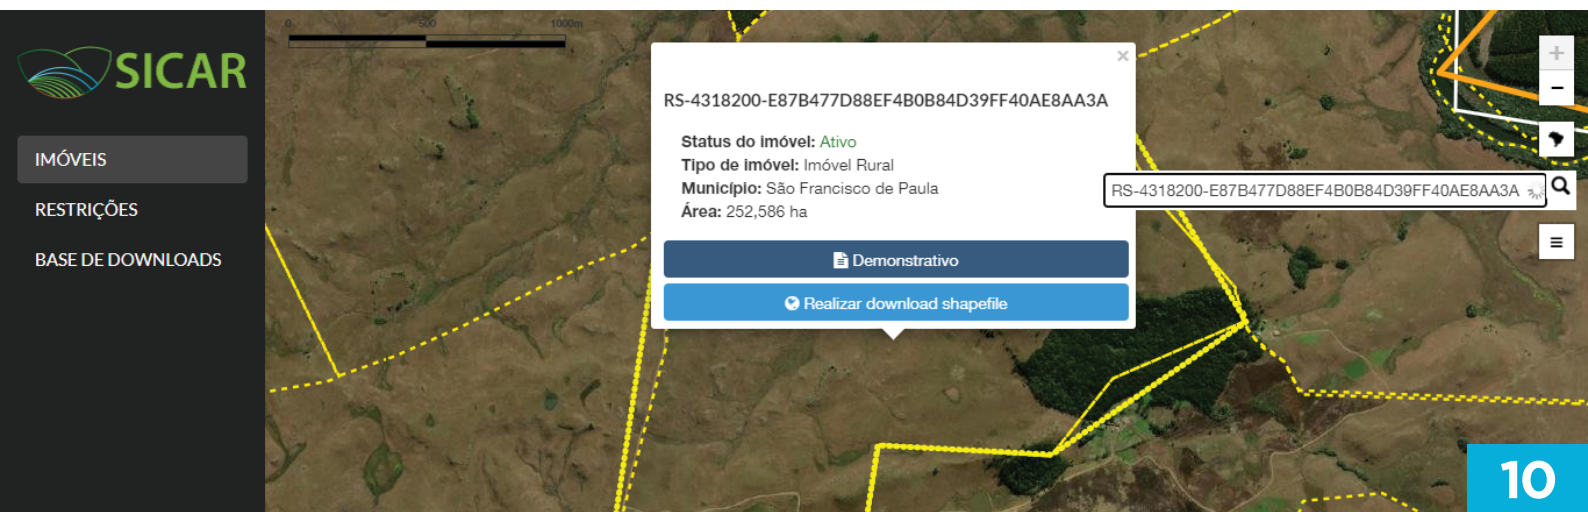 0 500 1000m
SICAR
IMÓVEIS
RESTRIÇÕES
BASE DE DOWNLOADS
×
RS-4318200-E87B477D88EF4B0B84D39FF40AE8AA3A
Status do imóvel: Ativo
Tipo de imóvel: Imóvel Rural
Município: São Francisco de Paula
Área: 252,586 ha
Demonstrativo
Realizar download shapefile
+
−
RS-4318200-E87B477D88EF4B0B84D39FF40AE8AA3A
10